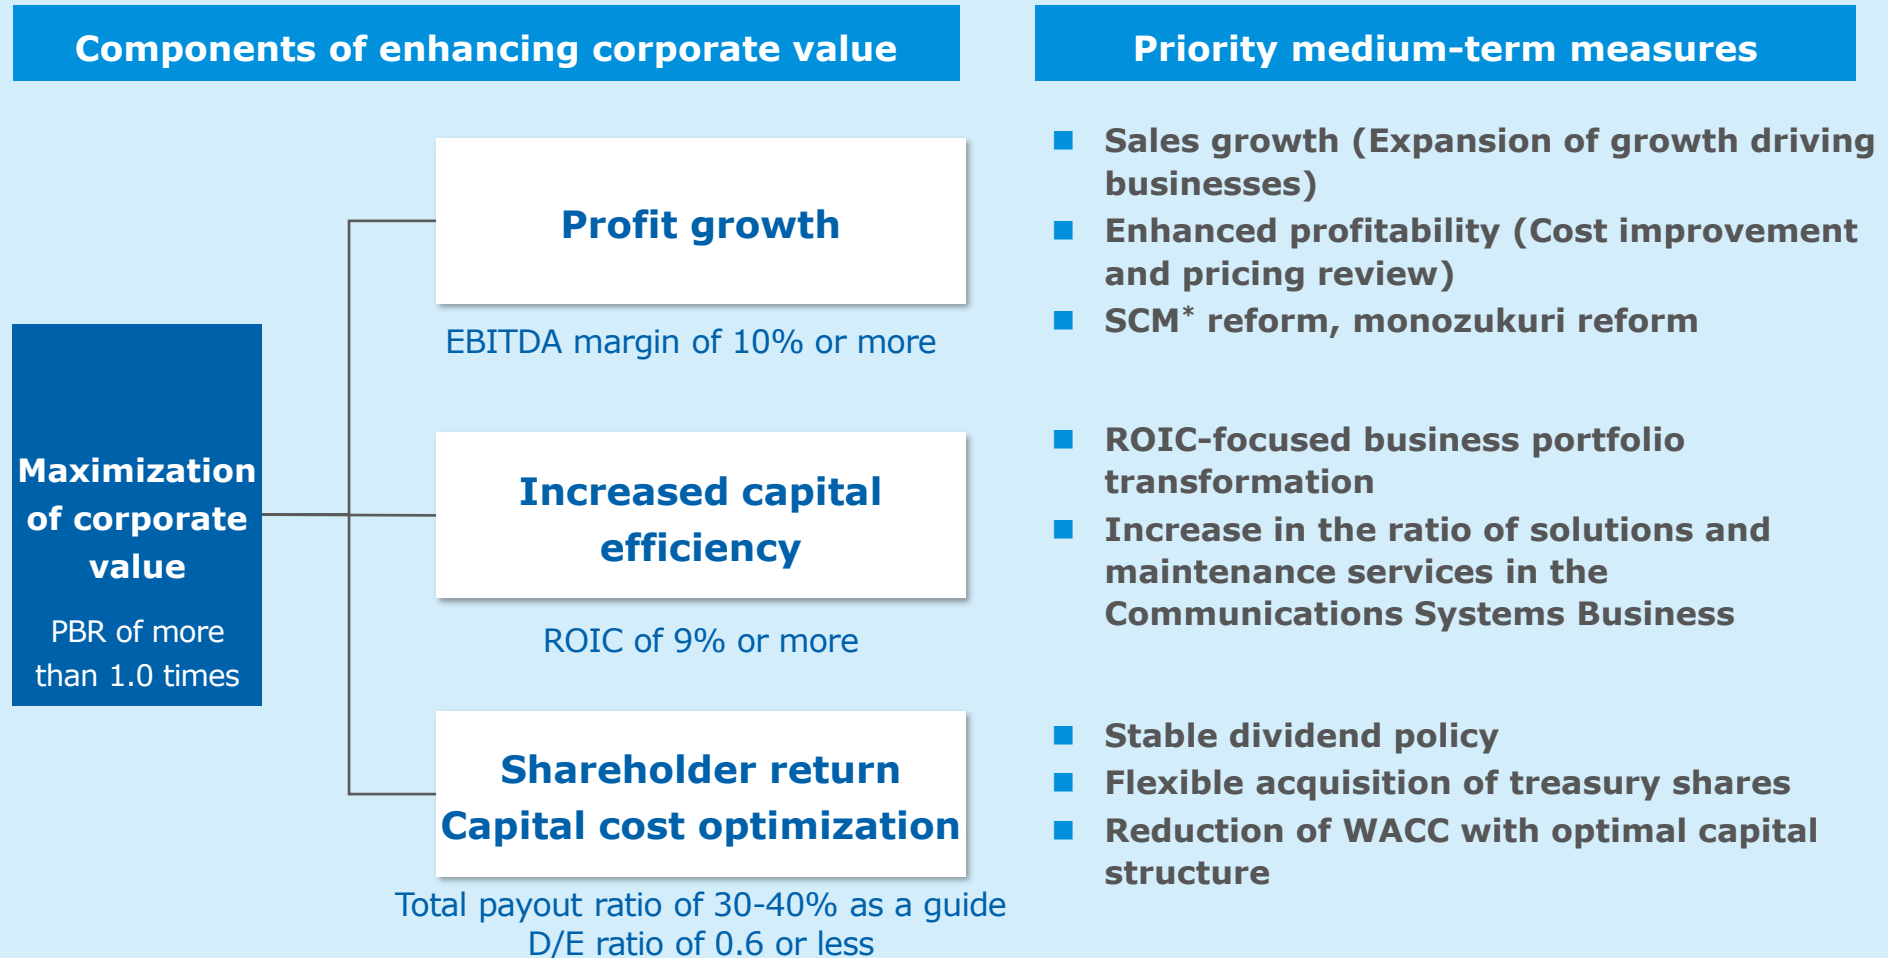 Components of enhancing corporate value
Priority medium-term measures
Maximization
of corporate
value
PBR of more
than 1.0 times
Profit growth
EBITDA margin of 10% or more
Sales growth (Expansion of growth driving
businesses)
Enhanced profitability (Cost improvement
and pricing review)
SCM* reform, monozukuri reform
Increased capital
efficiency
ROIC of 9% or more
ROIC-focused business portfolio
transformation
Increase in the ratio of solutions and
maintenance services in the
Communications Systems Business
Shareholder return
Capital cost optimization
Total payout ratio of 30-40% as a guide
D/E ratio of 0.6 or less
Stable dividend policy
Flexible acquisition of treasury shares
Reduction of WACC with optimal capital
structure